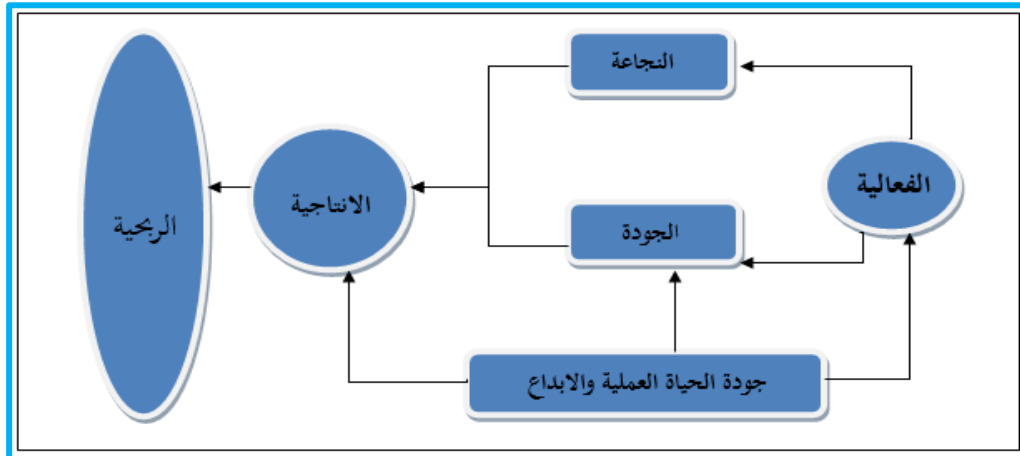 النجاعة
الفعالية
الانتاجية
الربحية
الجودة
جودة الحياة العملية والابداع